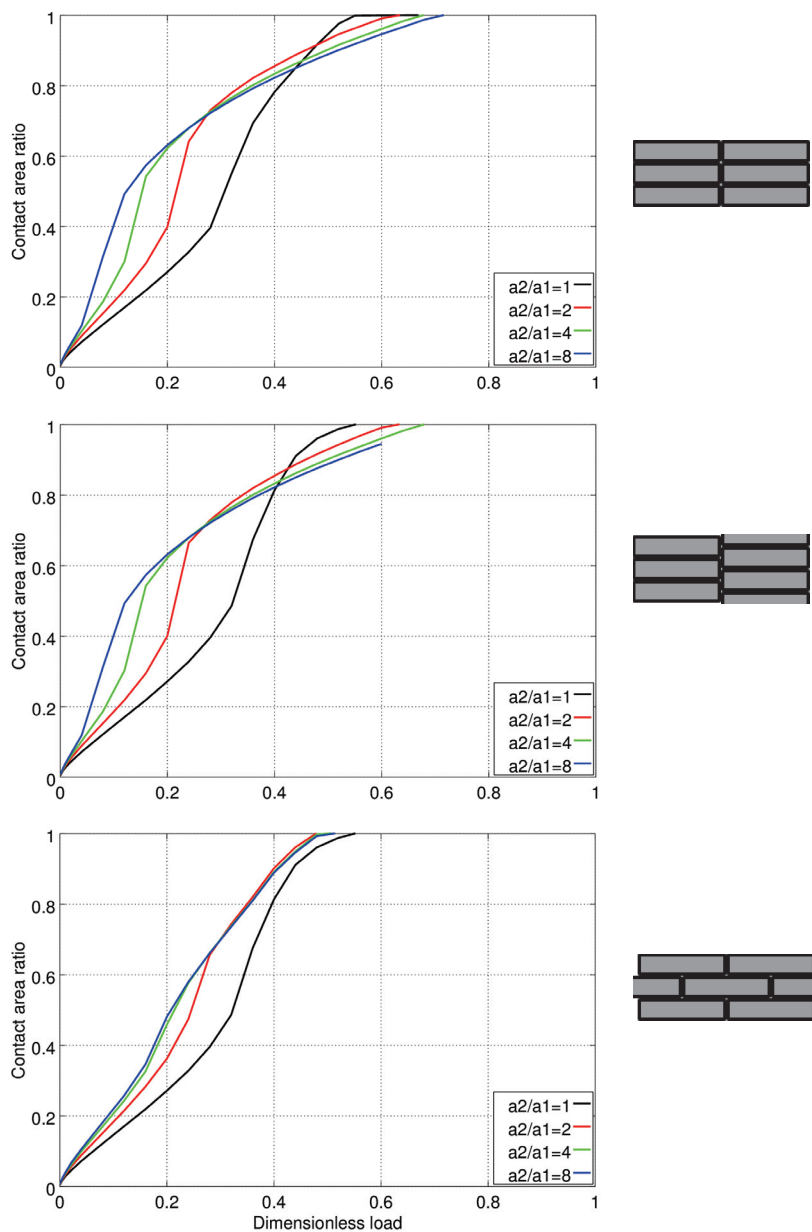 1
0.8
0.6
0.4
0.2
0
Contact area ratio
a2/a1=1
a2/a1=2
a2/a1=4
a2/a1=8
0 0.2 0.4 0.6 0.8 1
1
0.8
0.6
0.4
0.2
0
Contact area ratio
a2/a1=1
a2/a1=2
a2/a1=4
a2/a1=8
0 0.2 0.4 0.6 0.8 1
1
0.8
0.6
0.4
0.2
0
Contact area ratio
a2/a1=1
a2/a1=2
a2/a1=4
a2/a1=8
0 0.2 0.4 0.6 0.8 1
Dimensionless load